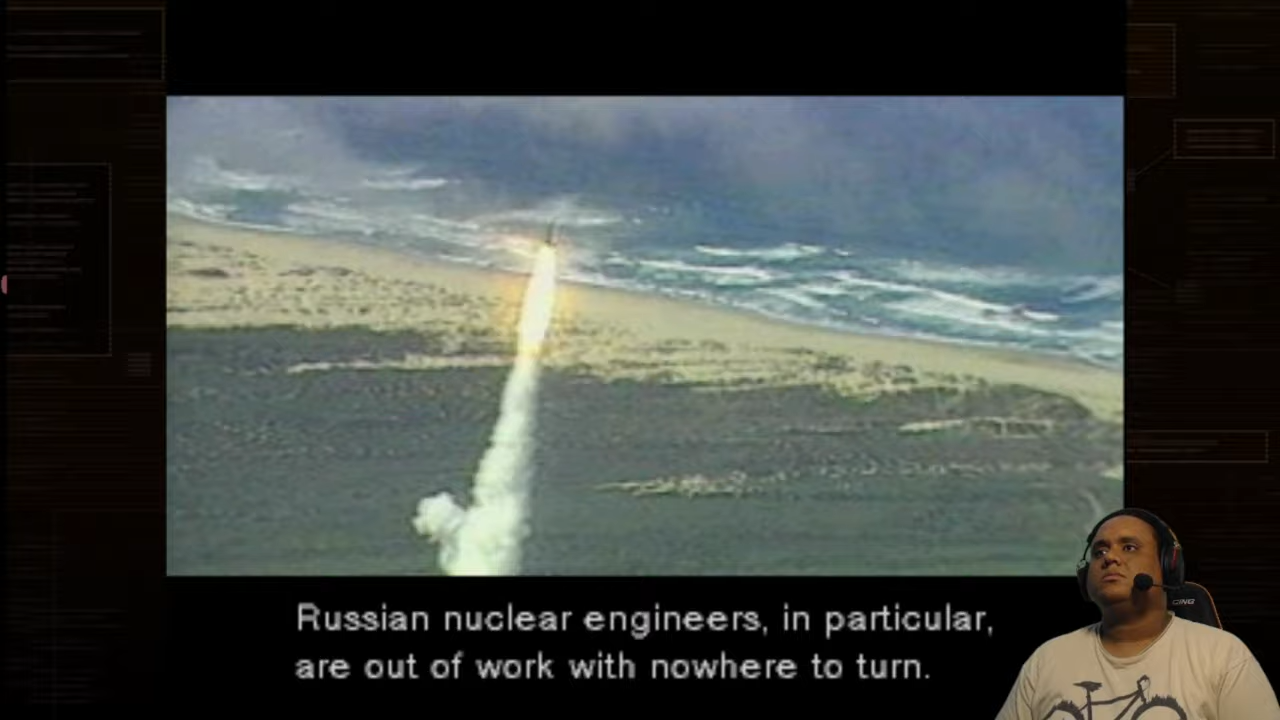 Russian nuclear engineers, in particular,
are out of work with nowhere to turn.